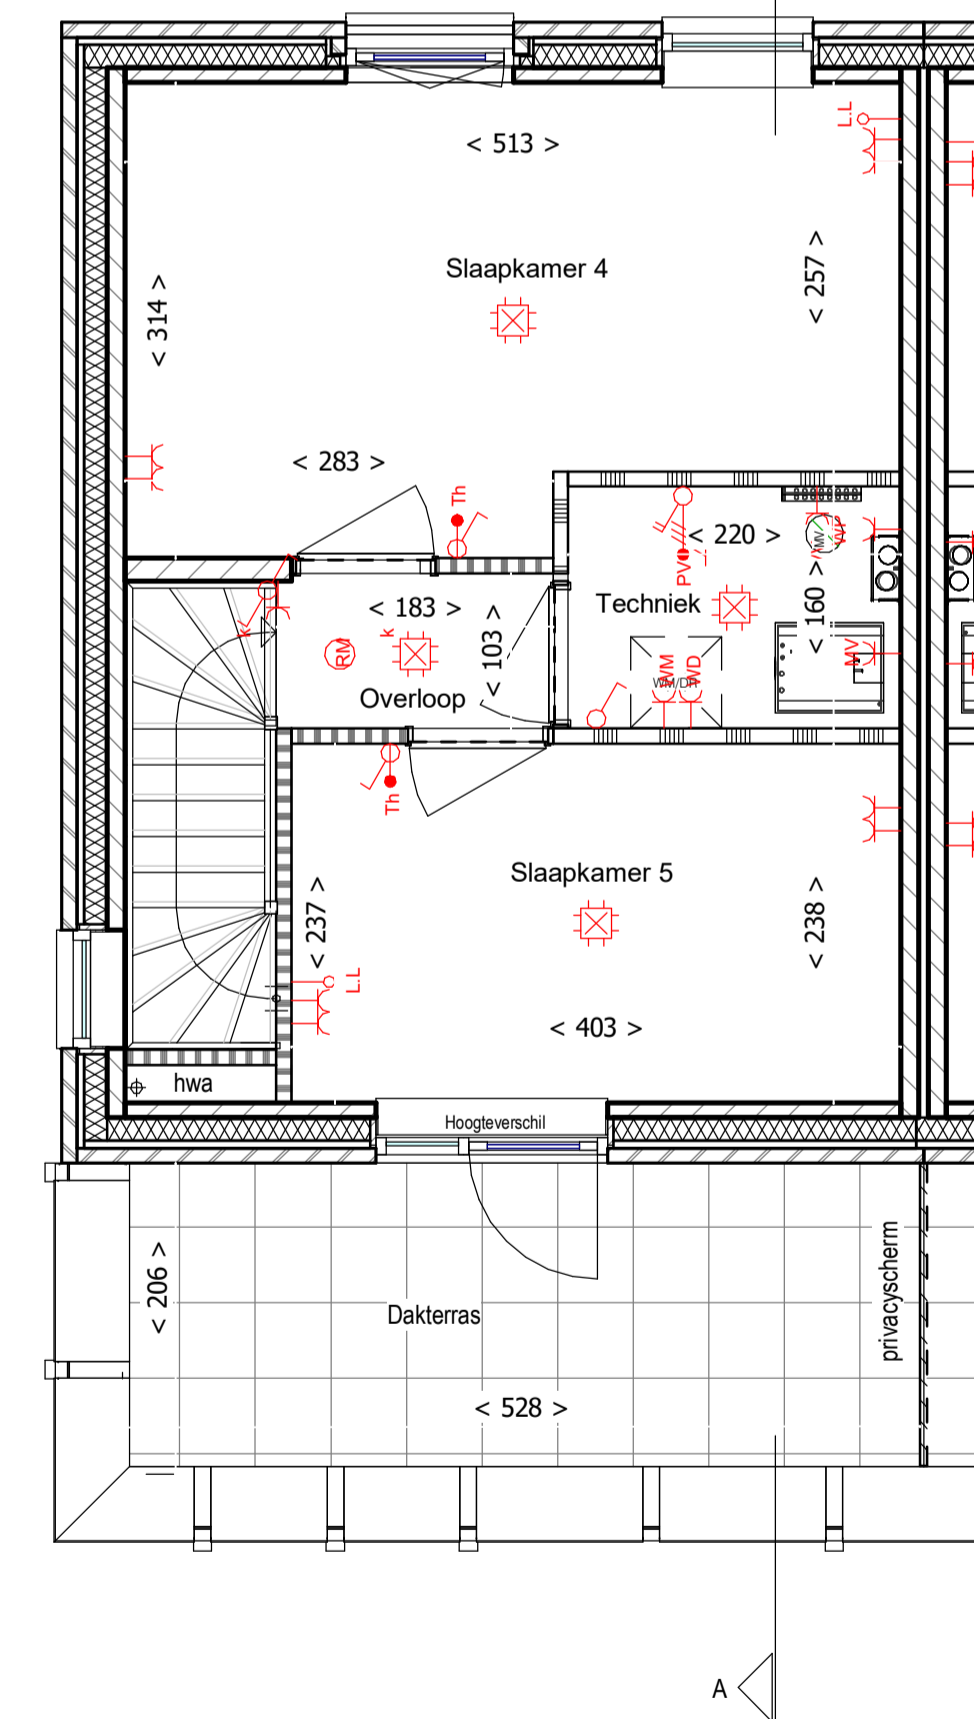 < 513 >
L.L
Slaapkamer 4
< 257 >
< 314 >
< 283 >
Th
< 220 >
MV
PV
Techniek
< 160 >
< 183 >
< 103 >
k
k
RM
Overloop
WM
WD
WM/DR
MV
Th
Slaapkamer 5
< 237 >
< 238 >
L.L
< 403 >
hwa
Hoogteverschil
< 206 >
Dakterras
privacyscherm
< 528 >
A